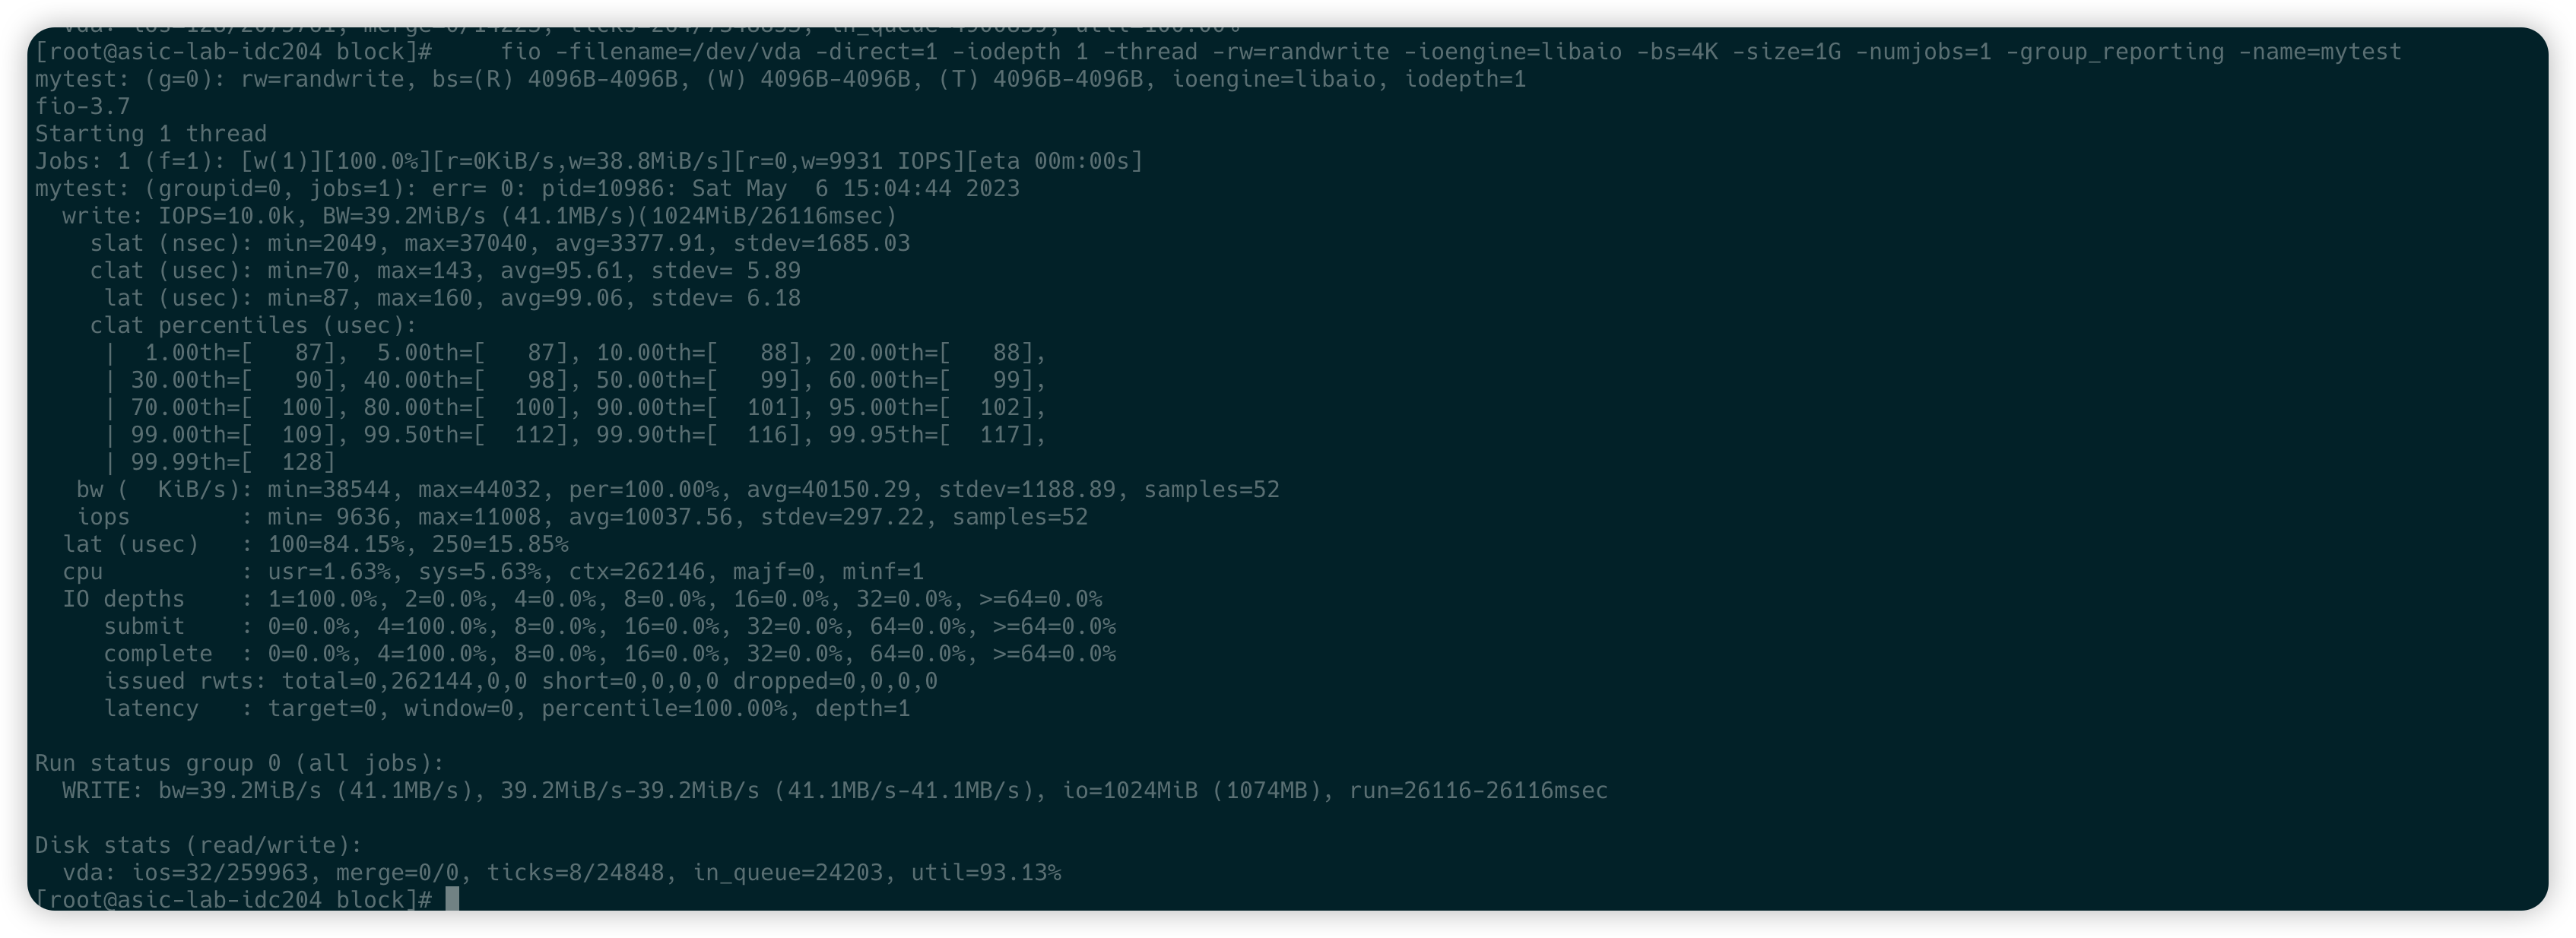 vda: ios=128/2075761, merge=0/14223, ticks=264/7548833, in_queue=4900839, util=100.00%
[root@asic-lab-idc204 block]#     fio -filename=/dev/vda -direct=1 -iodepth 1 -thread -rw=randwrite -ioengine=libaio -bs=4K -size=1G -numjobs=1 -group_reporting -name=mytest
mytest: (g=0): rw=randwrite, bs=(R) 4096B-4096B, (W) 4096B-4096B, (T) 4096B-4096B, ioengine=libaio, iodepth=1
fio-3.7
Starting 1 thread
Jobs: 1 (f=1): [w(1)][100.0%][r=0KiB/s,w=38.8MiB/s][r=0,w=9931 IOPS][eta 00m:00s]
mytest: (groupid=0, jobs=1): err= 0: pid=10986: Sat May  6 15:04:44 2023
  write: IOPS=10.0k, BW=39.2MiB/s (41.1MB/s)(1024MiB/26116msec)
    slat (nsec): min=2049, max=37040, avg=3377.91, stdev=1685.03
    clat (usec): min=70, max=143, avg=95.61, stdev= 5.89
     lat (usec): min=87, max=160, avg=99.06, stdev= 6.18
    clat percentiles (usec):
     |  1.00th=[   87],  5.00th=[   87], 10.00th=[   88], 20.00th=[   88],
     | 30.00th=[   90], 40.00th=[   98], 50.00th=[   99], 60.00th=[   99],
     | 70.00th=[  100], 80.00th=[  100], 90.00th=[  101], 95.00th=[  102],
     | 99.00th=[  109], 99.50th=[  112], 99.90th=[  116], 99.95th=[  117],
     | 99.99th=[  128]
   bw (  KiB/s): min=38544, max=44032, per=100.00%, avg=40150.29, stdev=1188.89, samples=52
   iops        : min= 9636, max=11008, avg=10037.56, stdev=297.22, samples=52
  lat (usec)   : 100=84.15%, 250=15.85%
  cpu          : usr=1.63%, sys=5.63%, ctx=262146, majf=0, minf=1
  IO depths    : 1=100.0%, 2=0.0%, 4=0.0%, 8=0.0%, 16=0.0%, 32=0.0%, >=64=0.0%
     submit    : 0=0.0%, 4=100.0%, 8=0.0%, 16=0.0%, 32=0.0%, 64=0.0%, >=64=0.0%
     complete  : 0=0.0%, 4=100.0%, 8=0.0%, 16=0.0%, 32=0.0%, 64=0.0%, >=64=0.0%
     issued rwts: total=0,262144,0,0 short=0,0,0,0 dropped=0,0,0,0
     latency   : target=0, window=0, percentile=100.00%, depth=1
Run status group 0 (all jobs):
  WRITE: bw=39.2MiB/s (41.1MB/s), 39.2MiB/s-39.2MiB/s (41.1MB/s-41.1MB/s), io=1024MiB (1074MB), run=26116-26116msec
Disk stats (read/write):
  vda: ios=32/259963, merge=0/0, ticks=8/24848, in_queue=24203, util=93.13%
[root@asic-lab-idc204 block]#